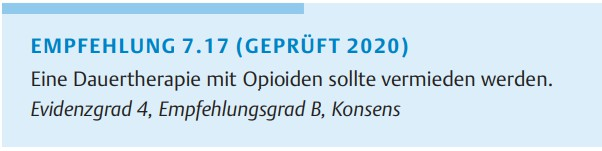 EMPFEHLUNG 7.17 (GEPRÜFT 2020)
Eine Dauertherapie mit Opioiden sollte vermieden werden.
Evidenzgrad 4, Empfehlungsgrad B, Konsens